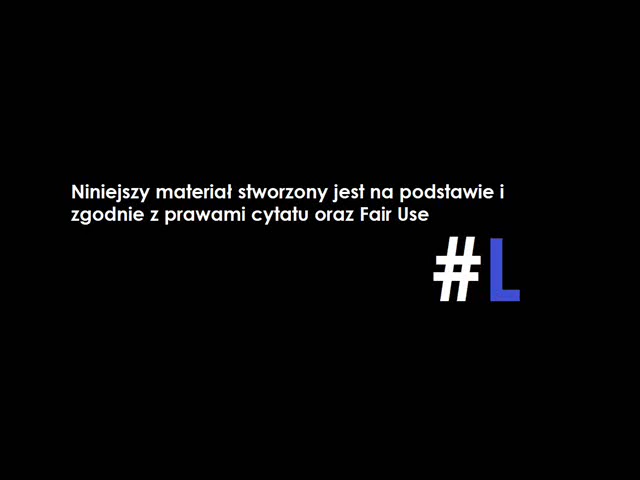 Niniejszy materiał stworzony jest na podstawie i
zgodnie z prawami cytatu oraz Fair Use
#L